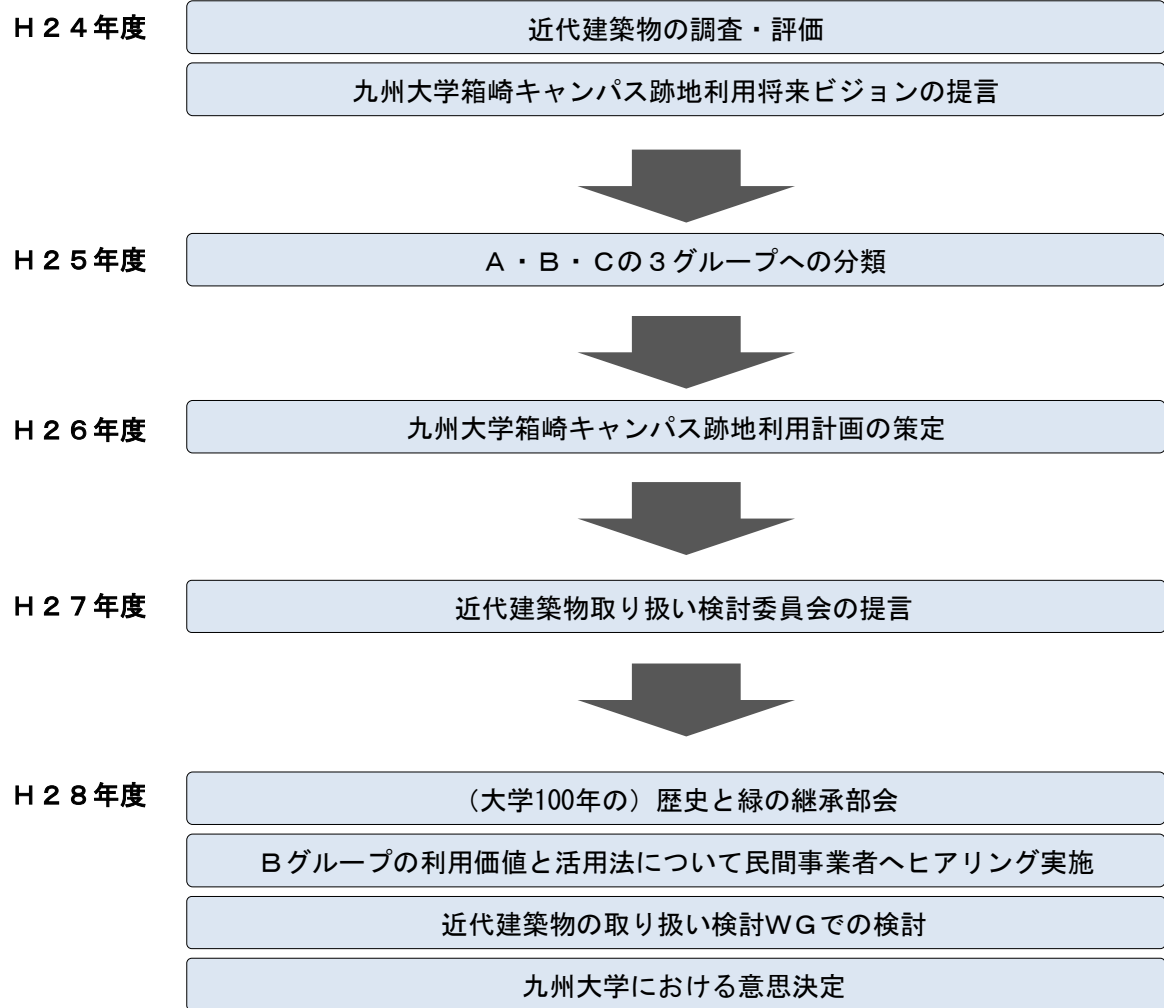 Ｈ２４年度
近代建築物の調査・評価
九州大学箱崎キャンパス跡地利用将来ビジョンの提言
Ｈ２５年度
Ａ・Ｂ・Ｃの３グループへの分類
Ｈ２６年度
九州大学箱崎キャンパス跡地利用計画の策定
Ｈ２７年度
近代建築物取り扱い検討委員会の提言
Ｈ２８年度
（大学100年の）歴史と緑の継承部会
Ｂグループの利用価値と活用法について民間事業者へヒアリング実施
近代建築物の取り扱い検討ＷＧでの検討
九州大学における意思決定